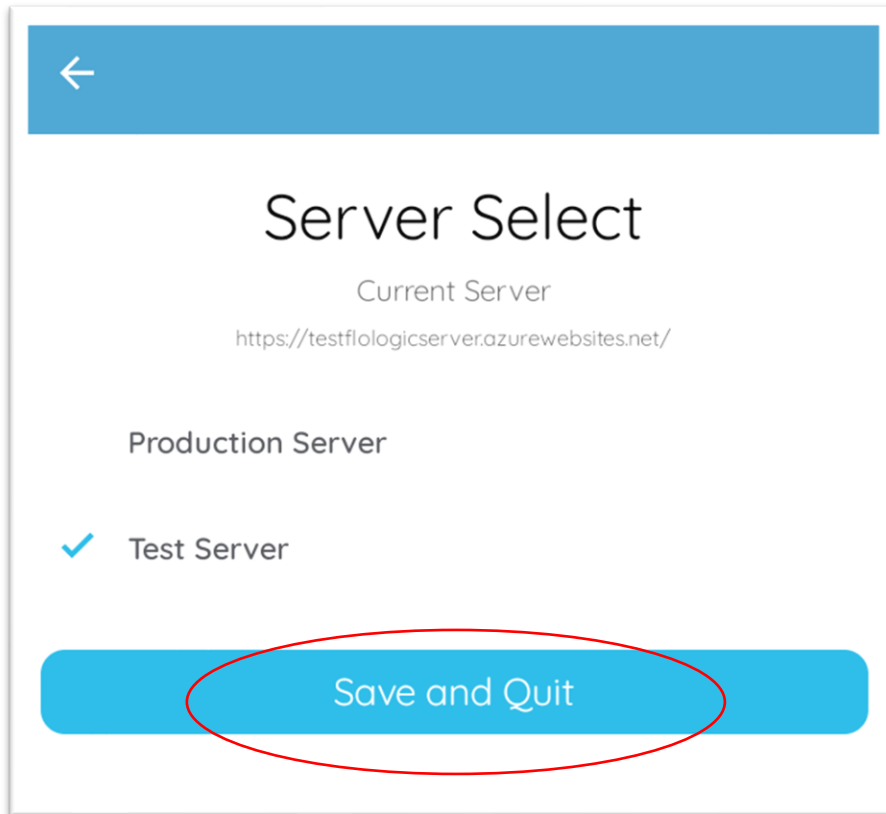 Server Select
Current Server
https://testflologicserver.azurewebsites.net/
Production Server
Test Server
Save and Quit